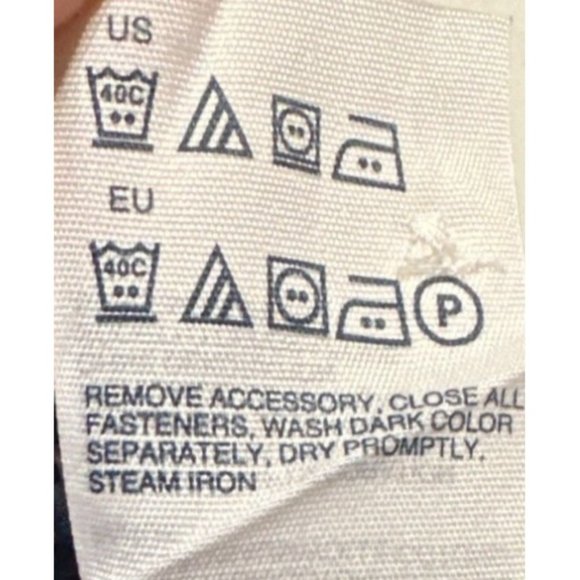 US
40C
EU
40C
P
REMOVE ACCESSORY, CLOSE ALL
FASTENERS, WASH DARK COLOR
SEPARATELY, DRY PROMPTLY,
STEAM IRON